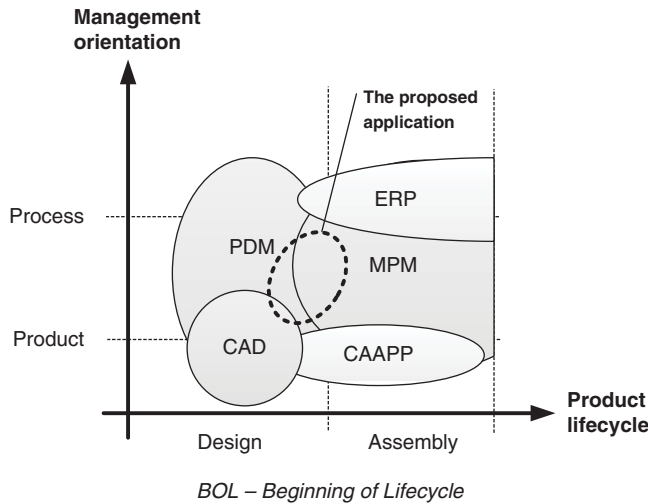 Management
orientation
The proposed
application
ERP
Process
PDM
MPM
Product
CAD
CAAPP
Product
lifecycle
Design
Assembly
BOL – Beginning of Lifecycle